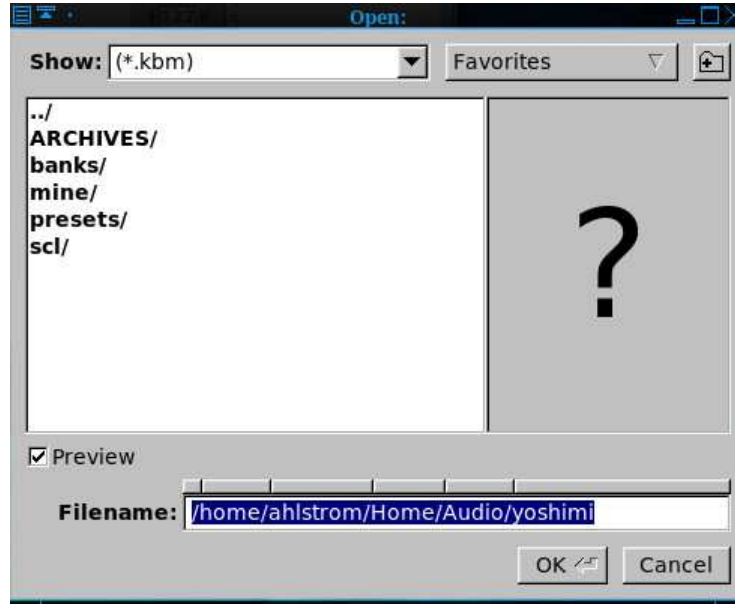 Open:
Show: (*.kbm) Favorites
../
ARCHIVES/
banks/
mine/
presets/
scl/
?
Preview
Filename: /home/ahlstrom/Home/Audio/yoshimi
OK Cancel